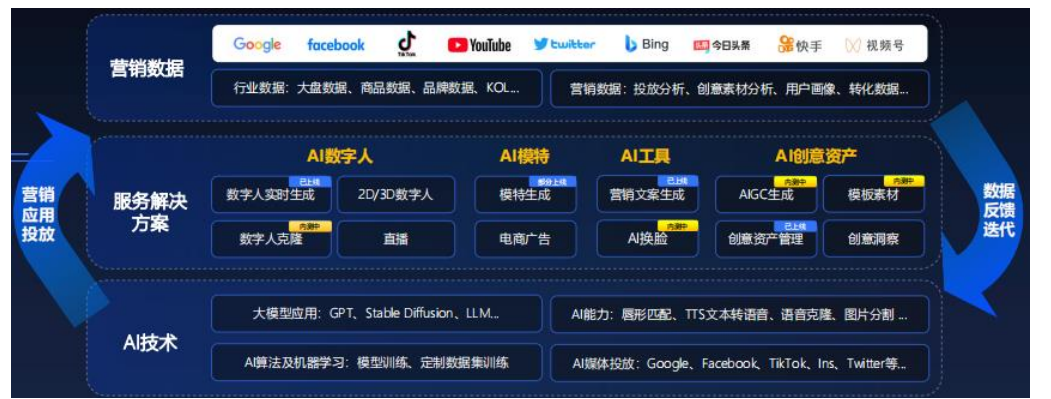 Google facebook TikTok YouTube twitter Bing 头条 今日头条 快手 视频号
营销数据
行业数据：大盘数据、商品数据、品牌数据、KOL...
营销数据：投放分析、创意素材分析、用户画像、转化数据...
营销
应用
投放
服务解决
方案
AI数字人
AI模特
AI工具
AI创意资产
已上线
部分上线
已上线
内测中
内测中
数字人实时生成
2D/3D数字人
模特生成
营销文案生成
AIGC生成
模板素材
内测中
内测中
已上线
数字人克隆
直播
电商广告
AI换脸
创意资产管理
创意洞察
数据
反馈
迭代
AI技术
大模型应用：GPT、Stable Diffusion、LLM...
AI能力：唇形匹配、TTS文本转语音、语音克隆、图片分割 ...
AI算法及机器学习：模型训练、定制数据集训练
AI媒体投放：Google、Facebook、TikTok、Ins、Twitter等...